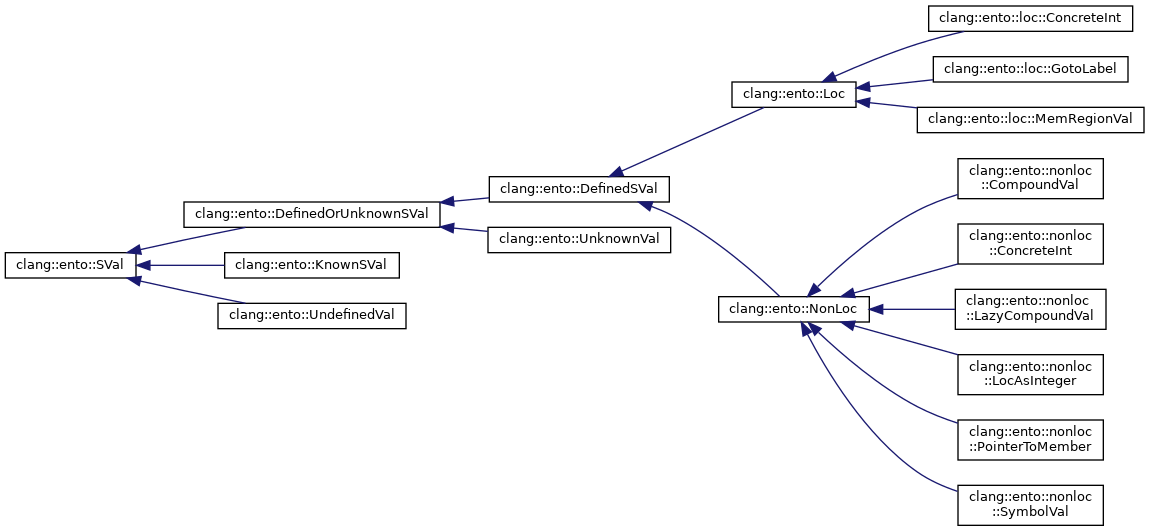 clang::ento::loc::ConcreteInt
clang::ento::loc::GotoLabel
clang::ento::Loc
clang::ento::loc::MemRegionVal
clang::ento::nonloc
::CompoundVal
clang::ento::DefinedSVal
clang::ento::DefinedOrUnknownSVal
clang::ento::UnknownVal
clang::ento::nonloc
::ConcreteInt
clang::ento::SVal
clang::ento::KnownSVal
clang::ento::UndefinedVal
clang::ento::NonLoc
clang::ento::nonloc
::LazyCompoundVal
clang::ento::nonloc
::LocAsInteger
clang::ento::nonloc
::PointerToMember
clang::ento::nonloc
::SymbolVal